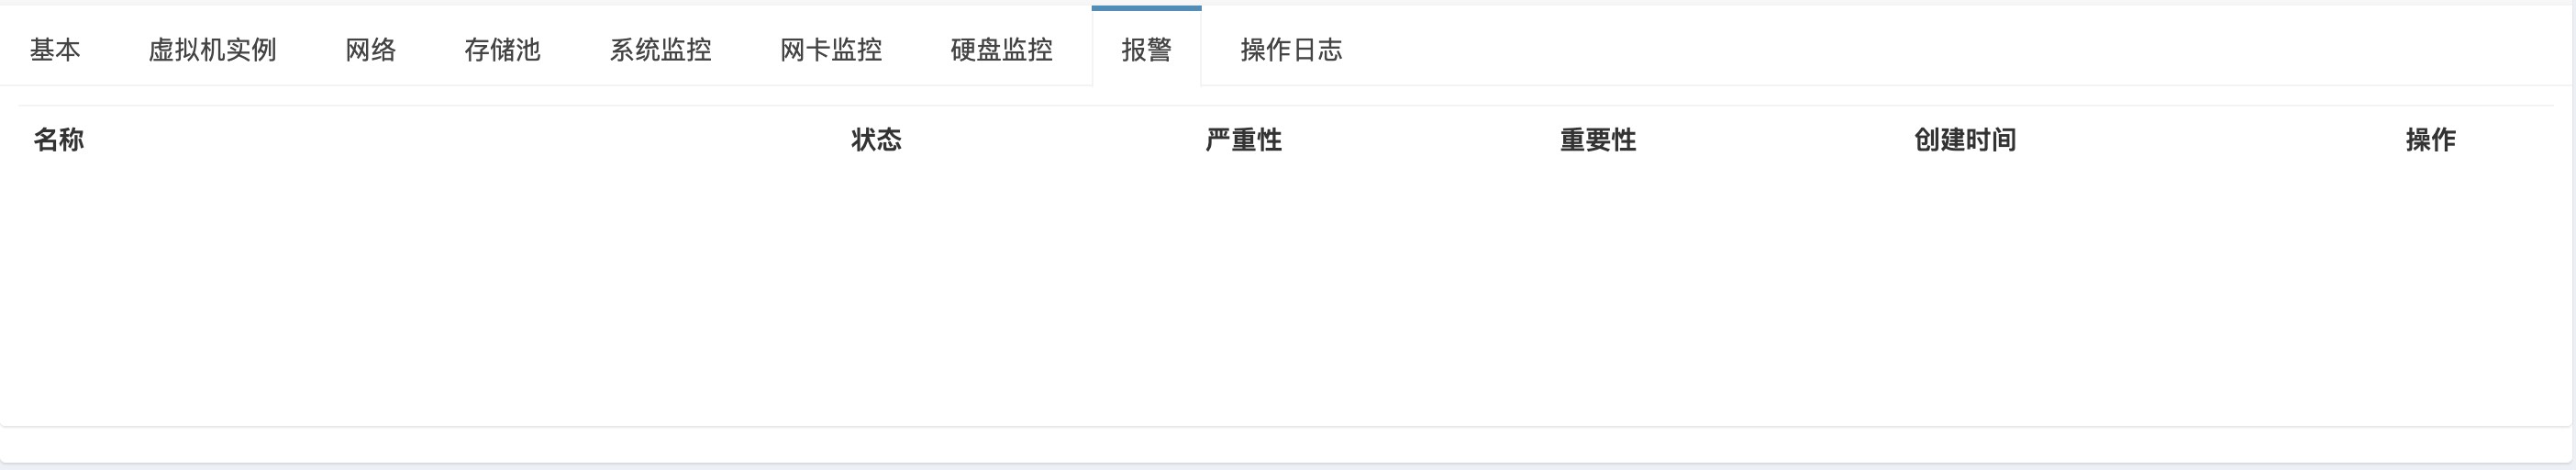 基本 虚拟机实例 网络 存储池 系统监控 网卡监控 硬盘监控 报警 操作日志
名称 状态 严重性 重要性 创建时间 操作